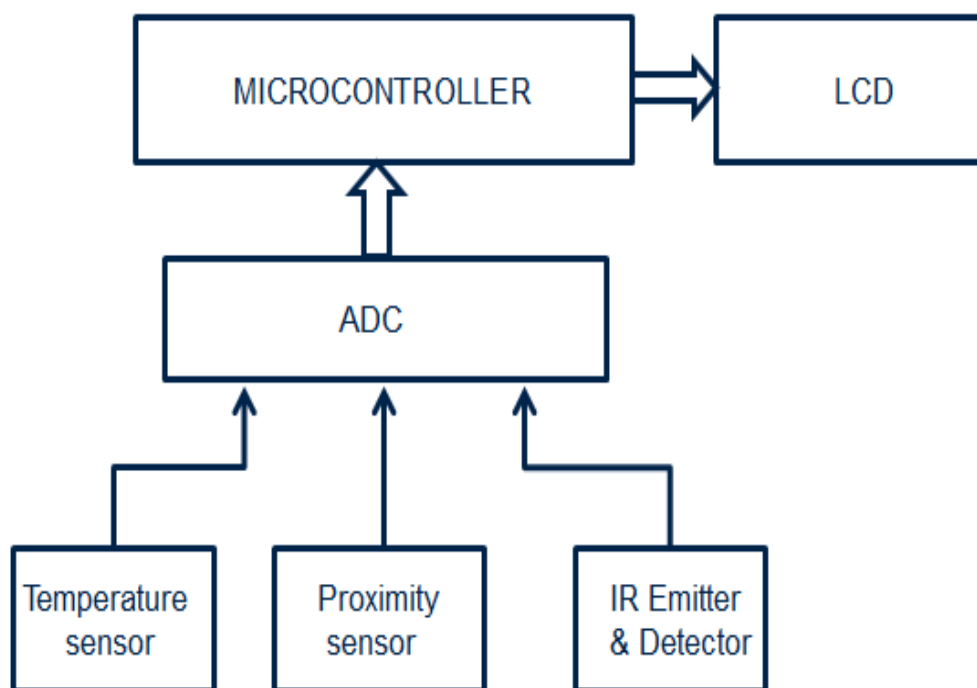 MICROCONTROLLER
LCD
ADC
Temperature
sensor
Proximity
sensor
IR Emitter
& Detector